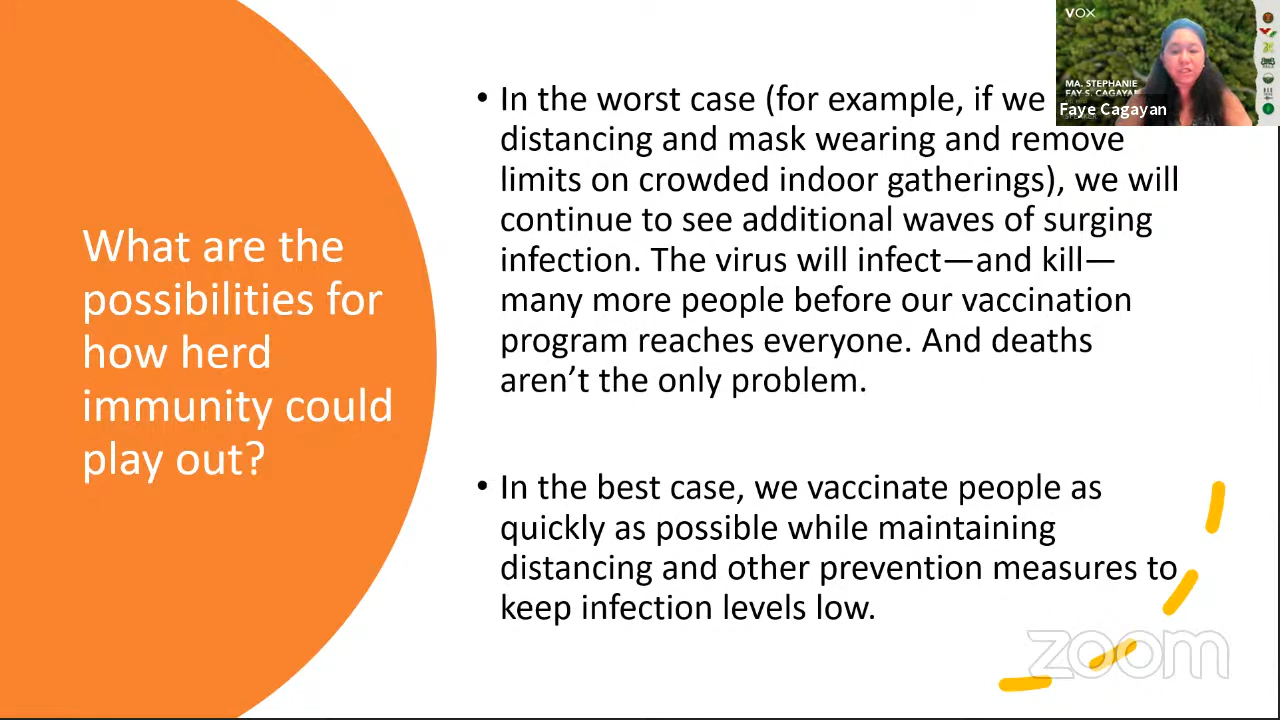 What are the
possibilities for
how herd
immunity could
play out?
• In the worst case (for example, if we
distancing and mask wearing and remove
limits on crowded indoor gatherings), we will
continue to see additional waves of surging
infection. The virus will infect—and kill—
many more people before our vaccination
program reaches everyone. And deaths
aren't the only problem.
• In the best case, we vaccinate people as
quickly as possible while maintaining
distancing and other prevention measures to
keep infection levels low.
VOX
MA. STEPHANIE
FAY S. CAGAYAN
Faye Cagayan
zoom